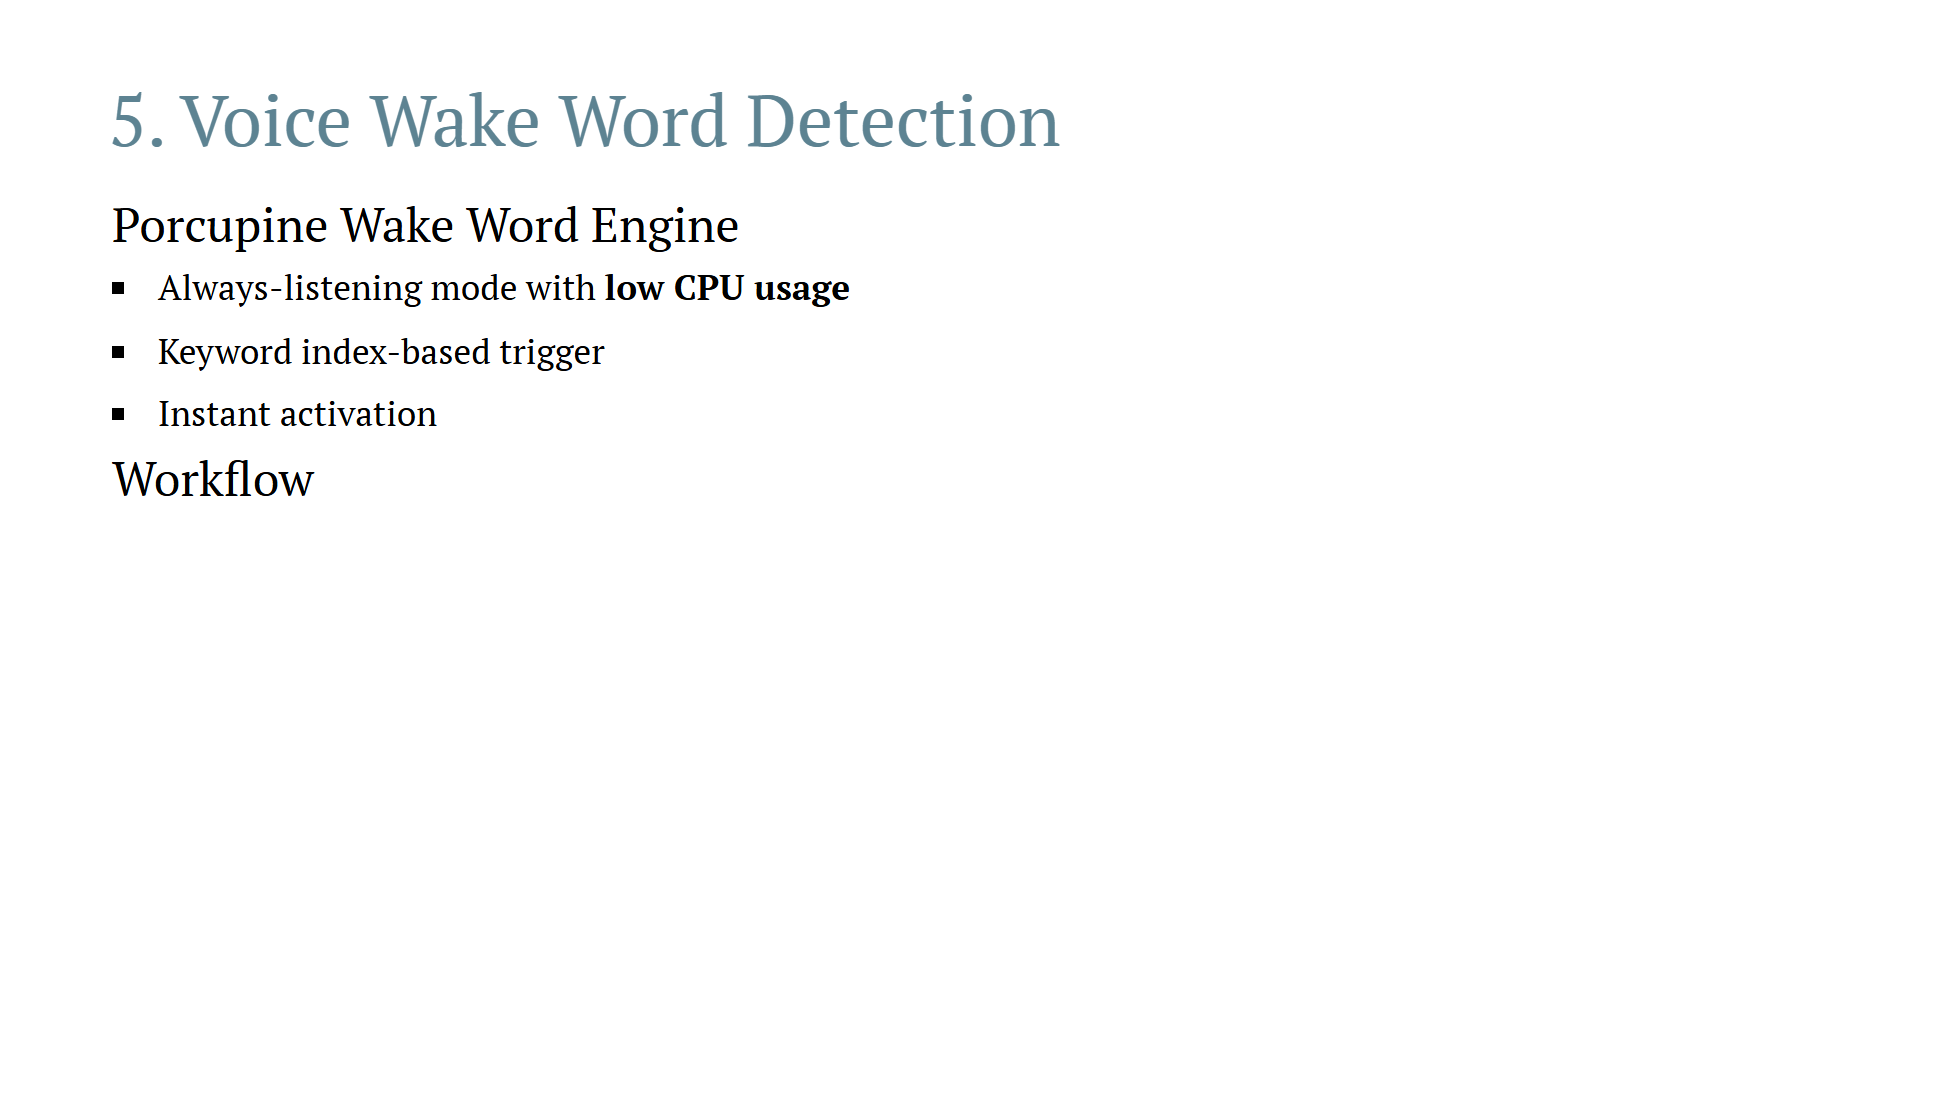 5. Voice Wake Word Detection
Porcupine Wake Word Engine
▪ Always-listening mode with low CPU usage
▪ Keyword index-based trigger
▪ Instant activation
Workflow